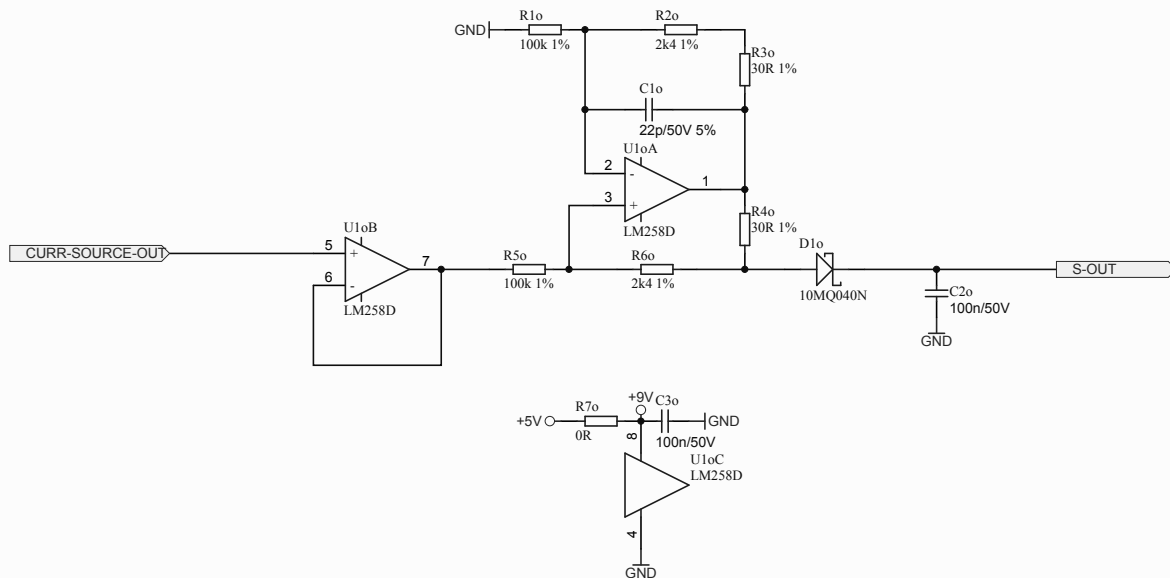 R1o
R2o
GND
100k 1%
2k4 1%
R3o
30R 1%
C1o
22p/50V 5%
U1oA
2
-
1
3
+
LM258D
R4o
30R 1%
U1oB
CURR-SOURCE-OUT
5
+
7
6
-
LM258D
R5o
100k 1%
R6o
2k4 1%
D1o
10MQ040N
S-OUT
C2o
100n/50V
GND
+9V
R7o
C3o
+5V
GND
0R
8
100n/50V
U1oC
LM258D
4
GND